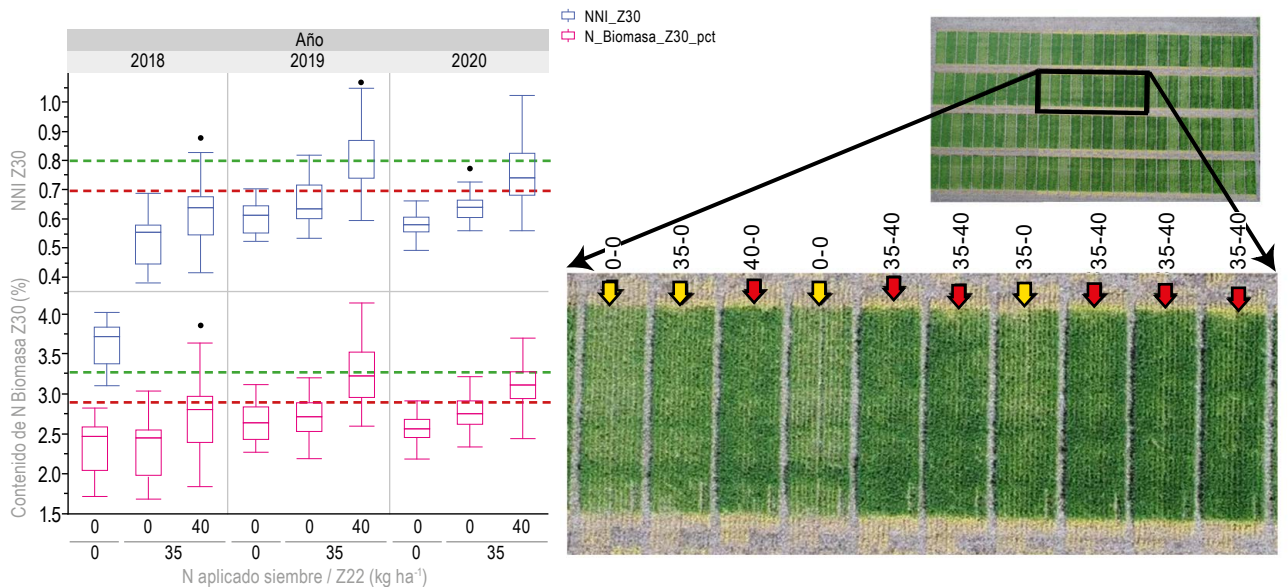 Año
2018 2019 2020
NNI_Z30
N_Biomasa_Z30_pct
NNI Z30
1.0
0.9
0.8
0.7
0.6
0.5
0.4
Contenido de N Biomasa Z30 (%)
4.0
3.5
3.0
2.5
2.0
1.5
0 0 40 0 0 40 0 0 40
0 35 0 35 0 35
N aplicado siembre / Z22 (kg ha⁻¹)
0-0 35-0 40-0 0-0 35-40 35-40 35-0 35-40 35-40 35-40